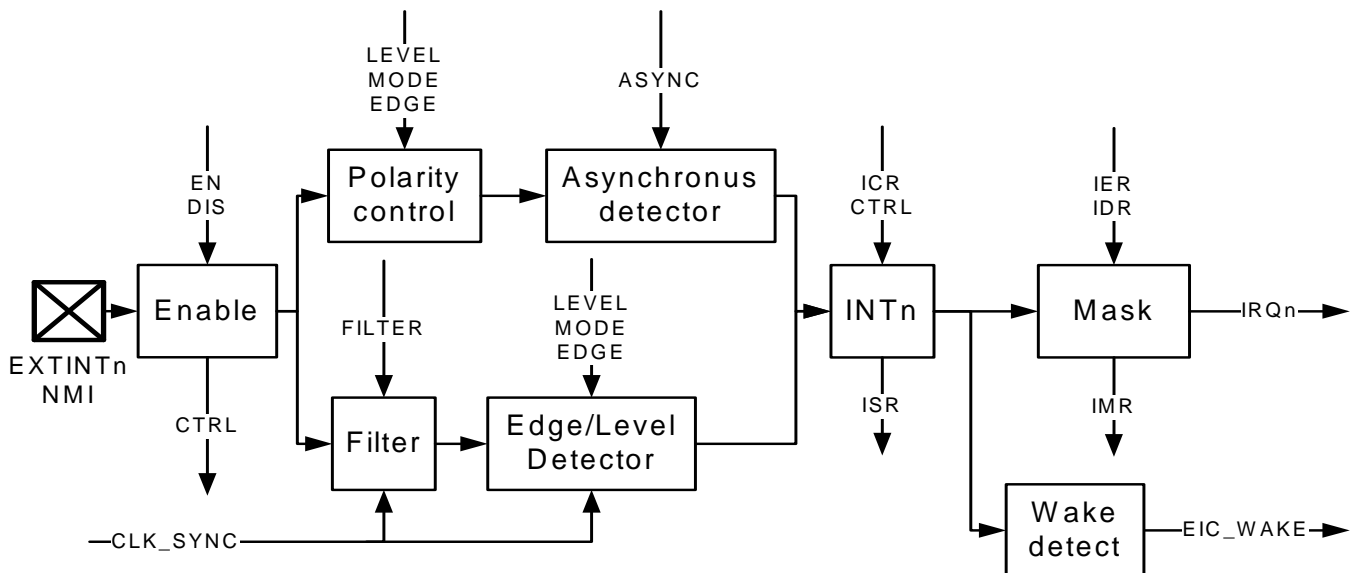 LEVEL
MODE
EDGE
ASYNC
EN
DIS
Polarity
control
Asynchronus
detector
ICR
CTRL
IER
IDR
Enable
EXTINTn
NMI
CTRL
FILTER
LEVEL
MODE
EDGE
INTn
Mask
IRQn
Filter
Edge/Level
Detector
ISR
IMR
CLK_SYNC
Wake
detect
EIC_WAKE